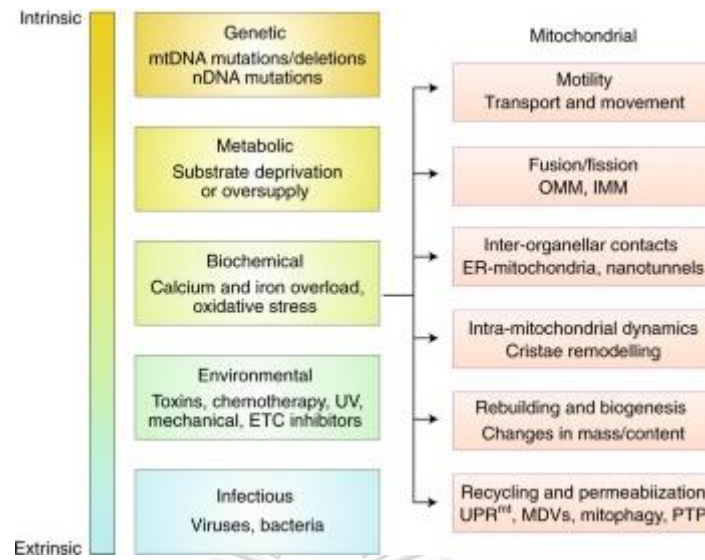 Intrinsic
Genetic
mtDNA mutations/deletions
nDNA mutations
Metabolic
Substrate deprivation
or oversupply
Biochemical
Calcium and iron overload,
oxidative stress
Environmental
Toxins, chemotherapy, UV,
mechanical, ETC inhibitors
Infectious
Viruses, bacteria
Extrinsic
Mitochondrial
Motility
Transport and movement
Fusion/fission
OMM, IMM
Inter-organellar contacts
ER-mitochondria, nanotunnels
Intra-mitochondrial dynamics
Cristae remodelling
Rebuilding and biogenesis
Changes in mass/content
Recycling and permeabiization
UPRmt, MDVs, mitophagy, PTP